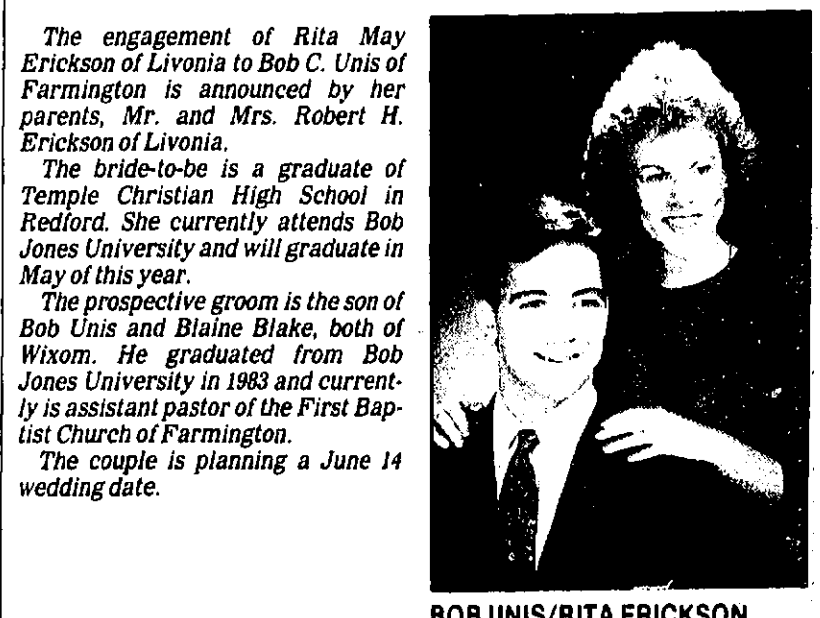 The engagement of Rita May
Erickson of Livonia to Bob C. Unis of
Farmington is announced by her
parents, Mr. and Mrs. Robert H.
Erickson of Livonia.
The bride-to-be is a graduate of
Temple Christian High School in
Redford. She currently attends Bob
Jones University and will graduate in
May of this year.
The prospective groom is the son of
Bob Unis and Blaine Blake, both of
Wixom. He graduated from Bob
Jones University in 1983 and current-
ly is assistant pastor of the First Bap-
tist Church of Farmington.
The couple is planning a June 14
wedding date.
BOB UNIS/RITA ERICKSON